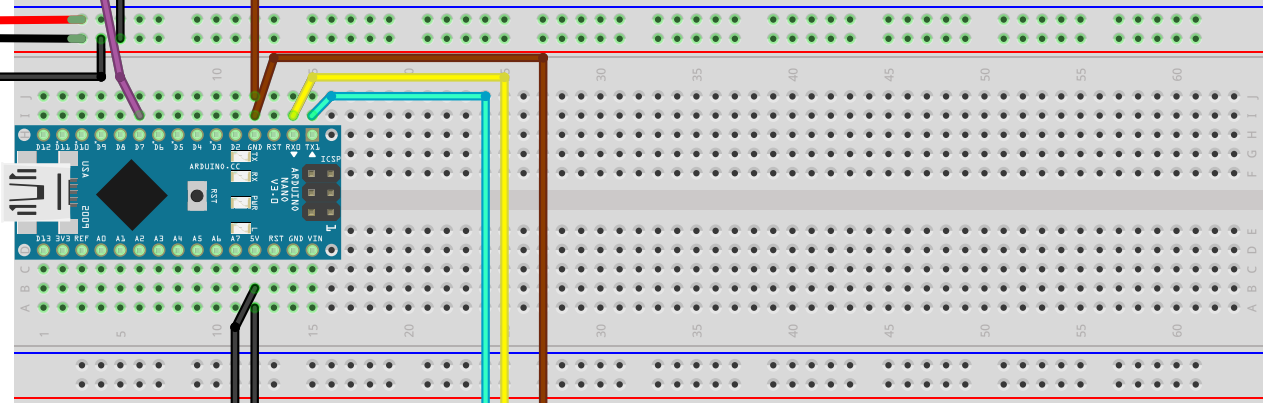 10 15 20 25 30 35 40 45 50 55 60
J J
I I
H H
D12 D11 D10 D9 D8 D7 D6 D5 D4 D3 D2 GND RST RX0 TX1
G
F
TX
RX
PWR
L
ARDUINO.CC
RST
ICSP
1
ARDUINO
NANO
V3.0
USA
2009
D13 3V3 REF A0 A1 A2 A3 A4 A5 A6 A7 5V RST GND VIN
E
D D
C C
B B
A A
1 5 10 15 20 25 30 35 40 45 50 55 60